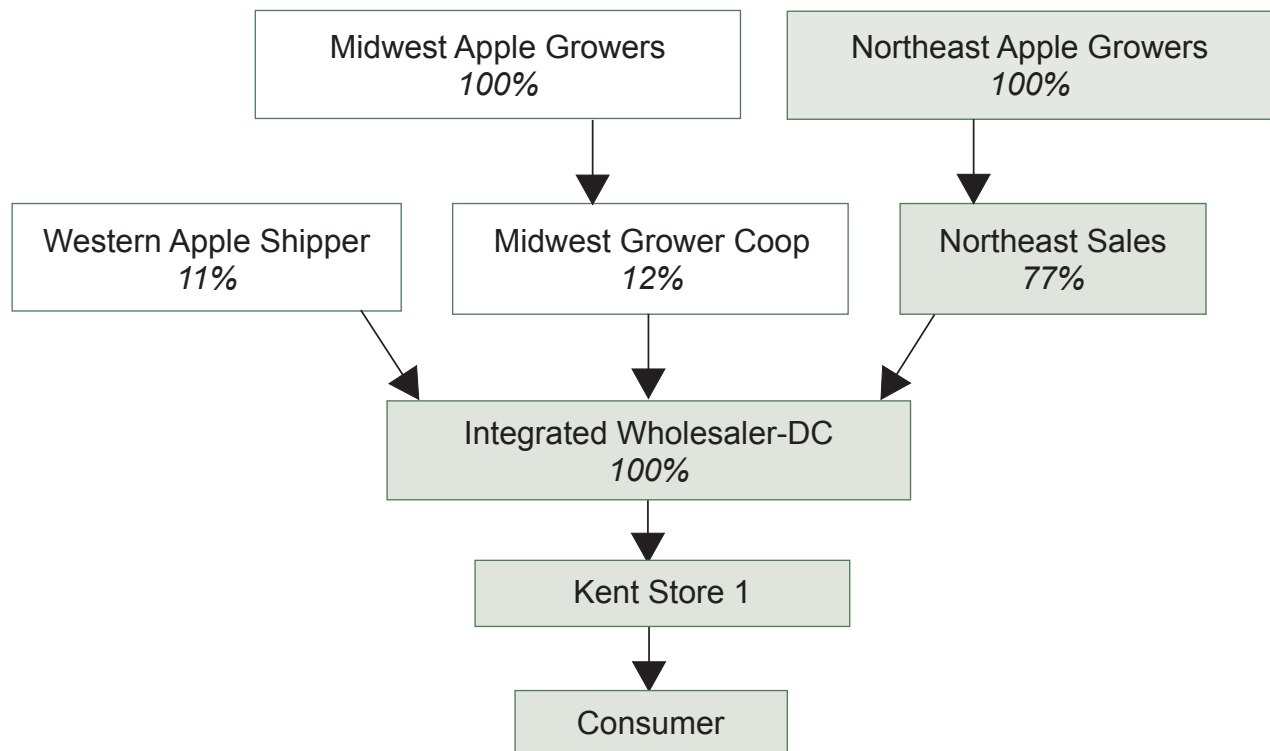 Midwest Apple Growers
100%
Northeast Apple Growers
100%
Western Apple Shipper
11%
Midwest Grower Coop
12%
Northeast Sales
77%
Integrated Wholesaler-DC
100%
Kent Store 1
Consumer